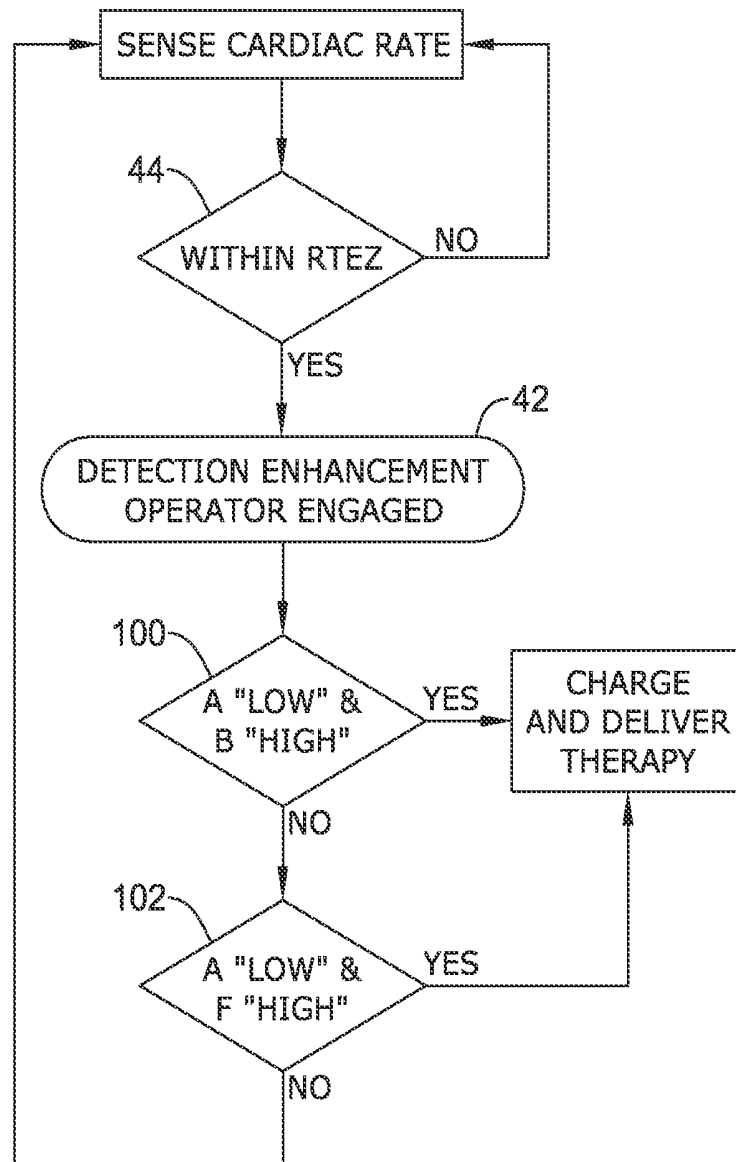 SENSE CARDIAC RATE
44
WITHIN RTEZ
NO
YES
42
DETECTION ENHANCEMENT
OPERATOR ENGAGED
100
A "LOW" &
B "HIGH"
YES
CHARGE
AND DELIVER
THERAPY
NO
102
A "LOW" &
F "HIGH"
YES
NO